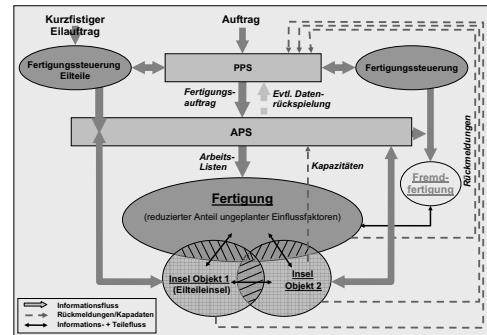 Kurzfistiger
Eilauftrag
Auftrag
Fertigungssteuerung
Eilteile
PPS
Fertigungssteuerung
Fertigungs-
auftrag
Evtl. Daten-
rückspielung
APS
Arbeits-
Listen
Kapazitäten
Rückmeldungen
Fremd-
fertigung
Fertigung
(reduzierter Anteil ungeplanter Einflussfaktoren)
Insel Objekt 1
(Eilteileinsel)
Insel
Objekt 2
Informationsfluss
Rückmeldungen/Kapadaten
Informations- + Teilefluss